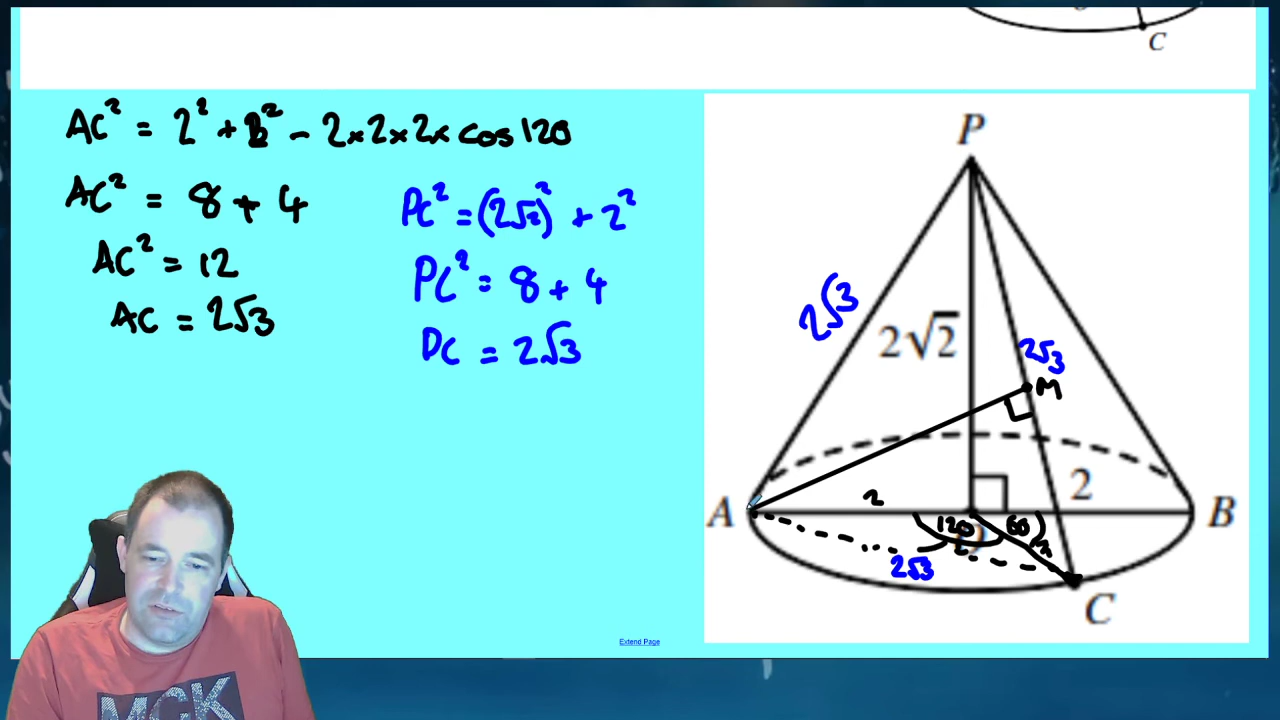 C
AC² = 2² + 2² - 2×2×2× cos 120
AC² = 8 + 4
AC² = 12
AC = 2√3
PC² = (2√2)² + 2²
PC² = 8 + 4
PC = 2√3
P
2√3
2√2
2√3
M
2
2
A
120
60
B
2
2√3
C
Extend Page
MCK